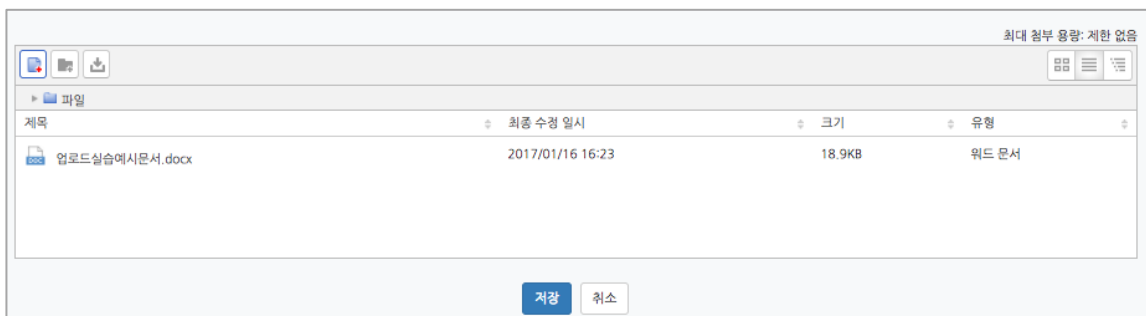 최대 첨부 용량: 제한 없음
파일
제목 최종 수정 일시 크기 유형
DOC 업로드실습예시문서.docx 2017/01/16 16:23 18.9KB 워드 문서
저장 취소